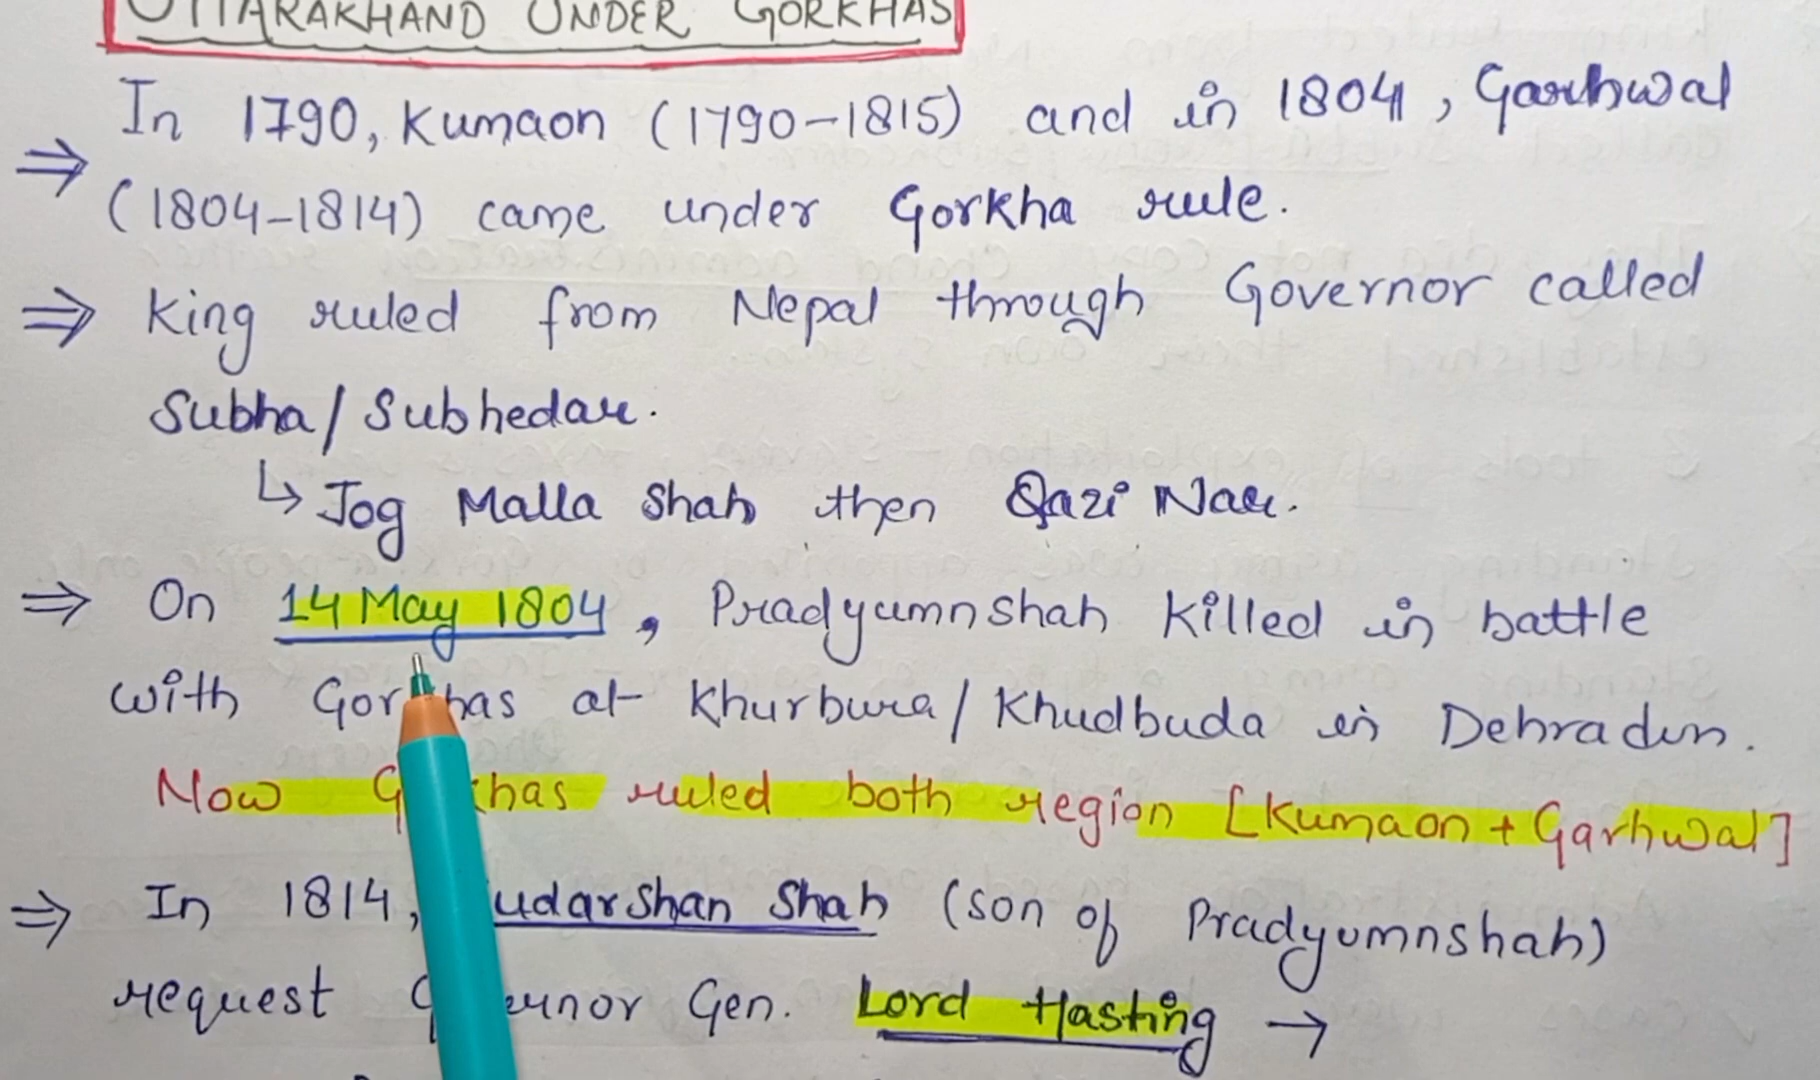 UTTARAKHAND UNDER GORKHAS
⇒ In 1790, Kumaon (1790-1815) and in 1804, Garhwal
(1804-1814) came under Gorkha rule.
⇒ King ruled from Nepal through Governor called
Subha/Subhedar.
↳ Jog Malla Shah then Qazi Nar.
⇒ On 14 May 1804, Pradyumnshah killed in battle
with Gor has at Khurbura/Khudbuda in Dehradun.
Now G has ruled both region [Kumaon + Garhwal]
⇒ In 1814, udarshan Shah (son of Pradyumnshah)
request G ernor Gen. Lord Hasting →